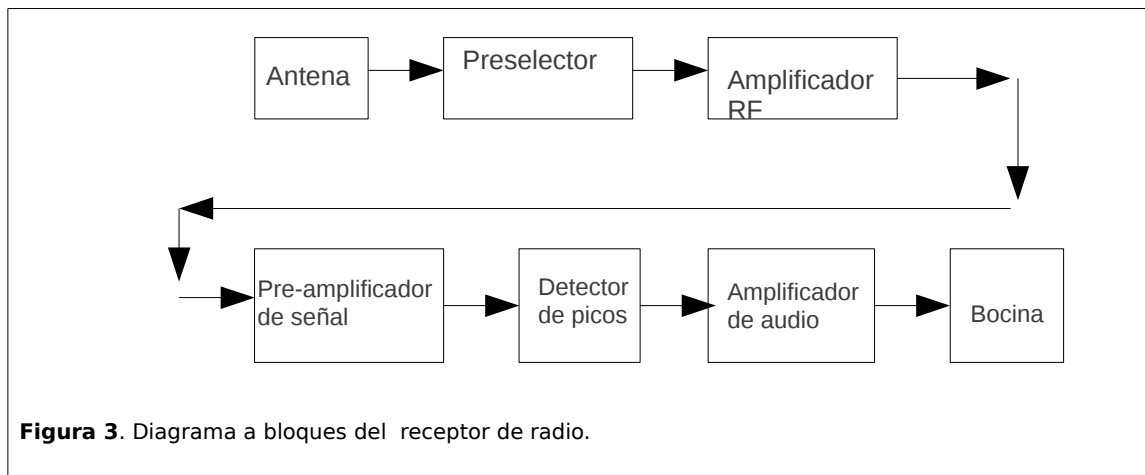 Antena
Preselector
Amplificador
RF
Pre-amplificador
de señal
Detector
de picos
Amplificador
de audio
Bocina
Figura 3. Diagrama a bloques del receptor de radio.